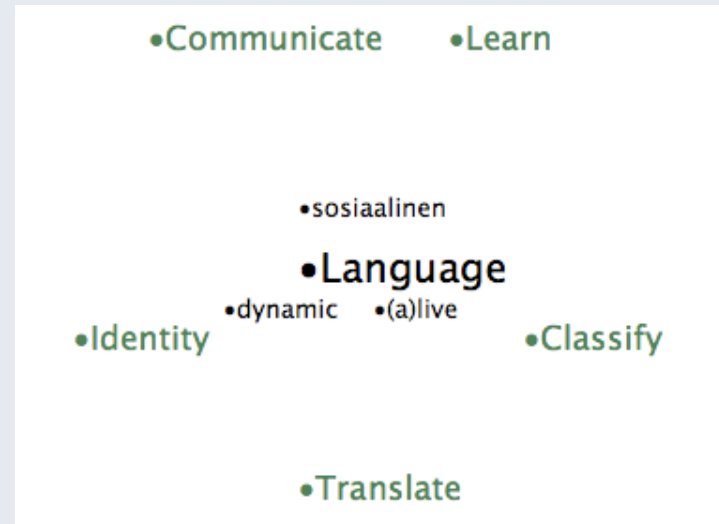 •Communicate •Learn
•sosiaalinen
•Language
•dynamic •(a)live
•Identity •Classify
•Translate